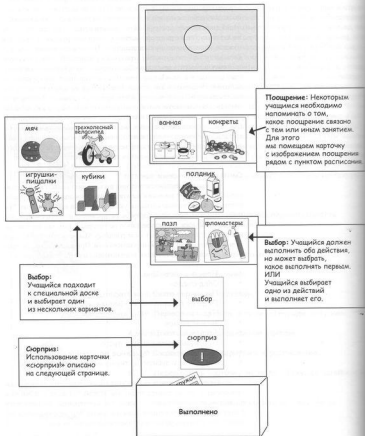 мяч
трехколесный
велосипед
игрушки-
пищалки
кубики
ванная
конфеты
полдник
пазл
фломастеры
выбор
сюрприз
!
Выполнено
Поощрение: Некоторым
учащимся необходимо
напоминать о том,
какое поощрение связано
с тем или иным занятием.
Для этого
мы помещаем карточку
с изображением поощрения
рядом с пунктом расписания.
Выбор: Учащийся должен
выполнить оба действия,
но может выбрать,
какое выполнять первым.
ИЛИ
Учащийся выбирает
одно из действий
и выполняет его.
Выбор:
Учащийся подходит
к специальной доске
и выбирает один
из нескольких вариантов.
Сюрприз:
Использование карточки
«сюрприз!» описано
на следующей странице.